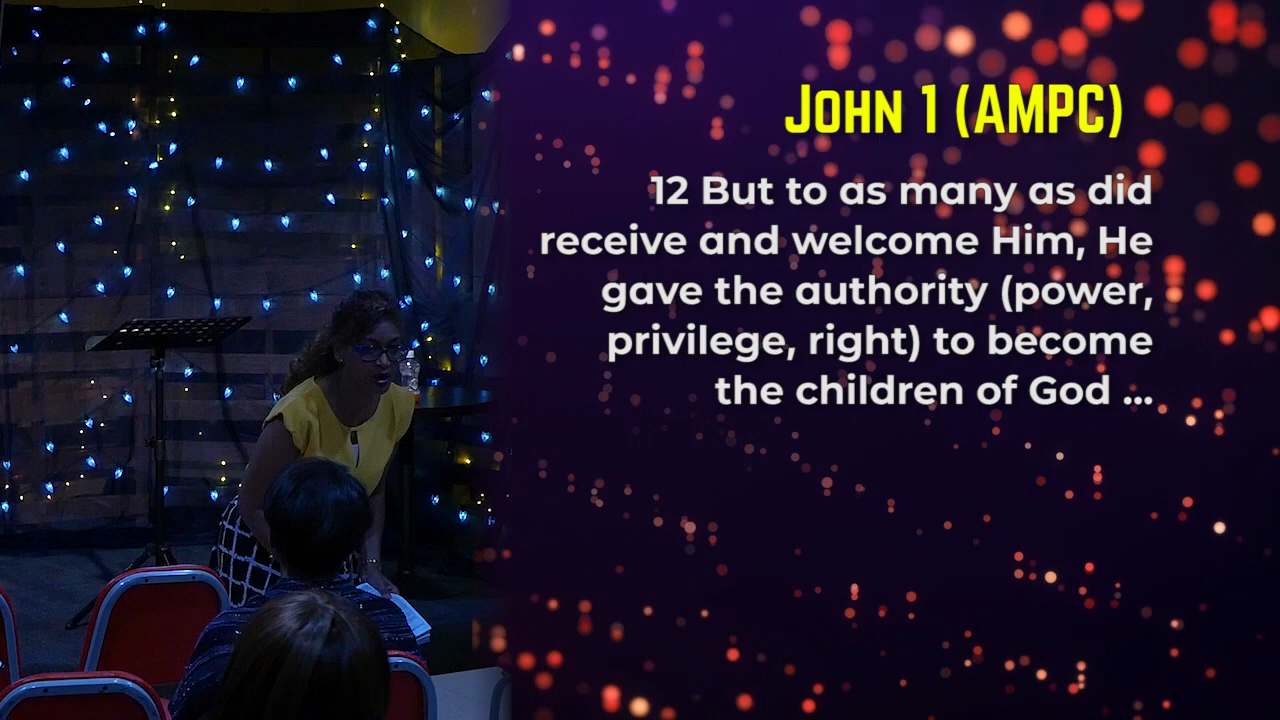 John 1 (AMPC)
12 But to as many as did
receive and welcome Him, He
gave the authority (power,
privilege, right) to become
the children of God ...